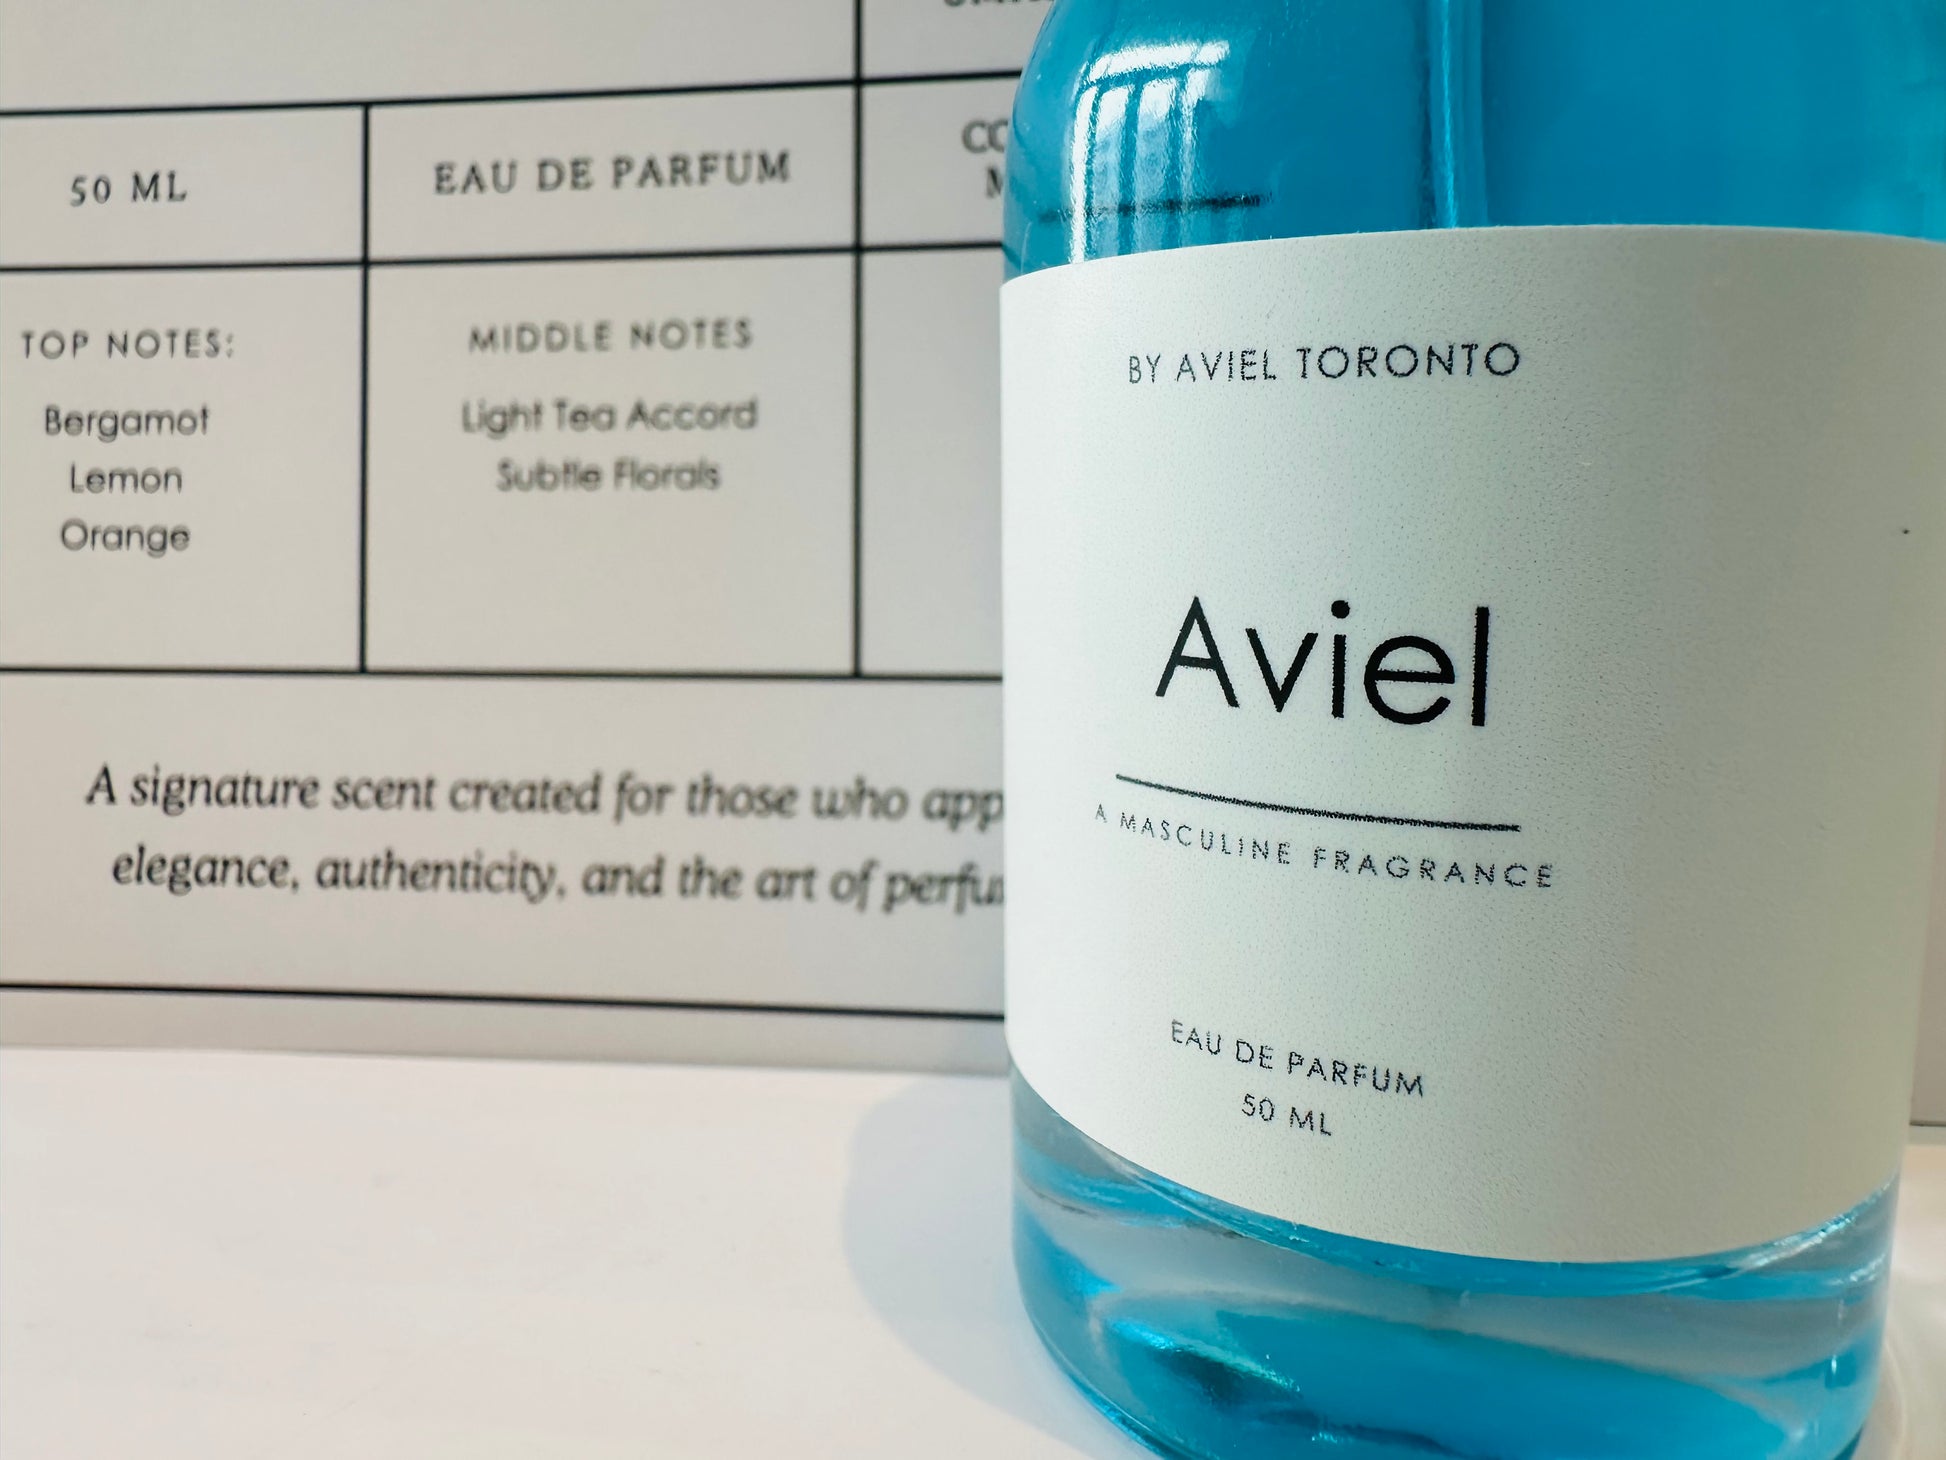 50 ML
EAU DE PARFUM
TOP NOTES:
Bergamot
Lemon
Orange
MIDDLE NOTES
Light Tea Accord
Subtle Florals
A signature scent created for those who
elegance, authenticity, and the art of
BY AVIEL TORONTO
Aviel
A MASCULINE FRAGRANCE
EAU DE PARFUM
50 ML